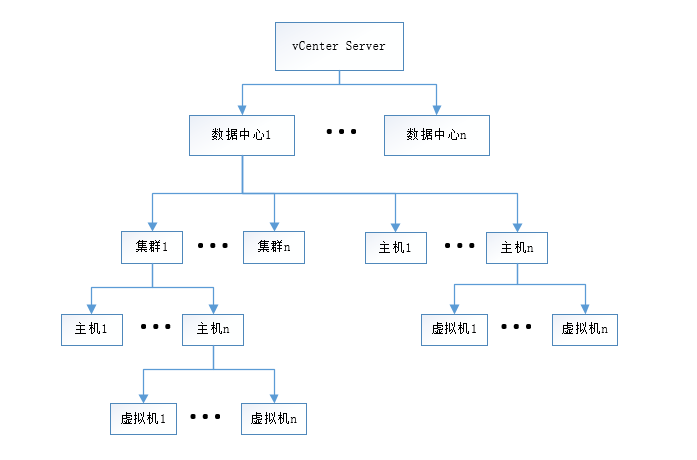 vCenter Server
数据中心1
数据中心n
集群1
集群n
主机1
主机n
主机1
主机n
虚拟机1
虚拟机n
虚拟机1
虚拟机n